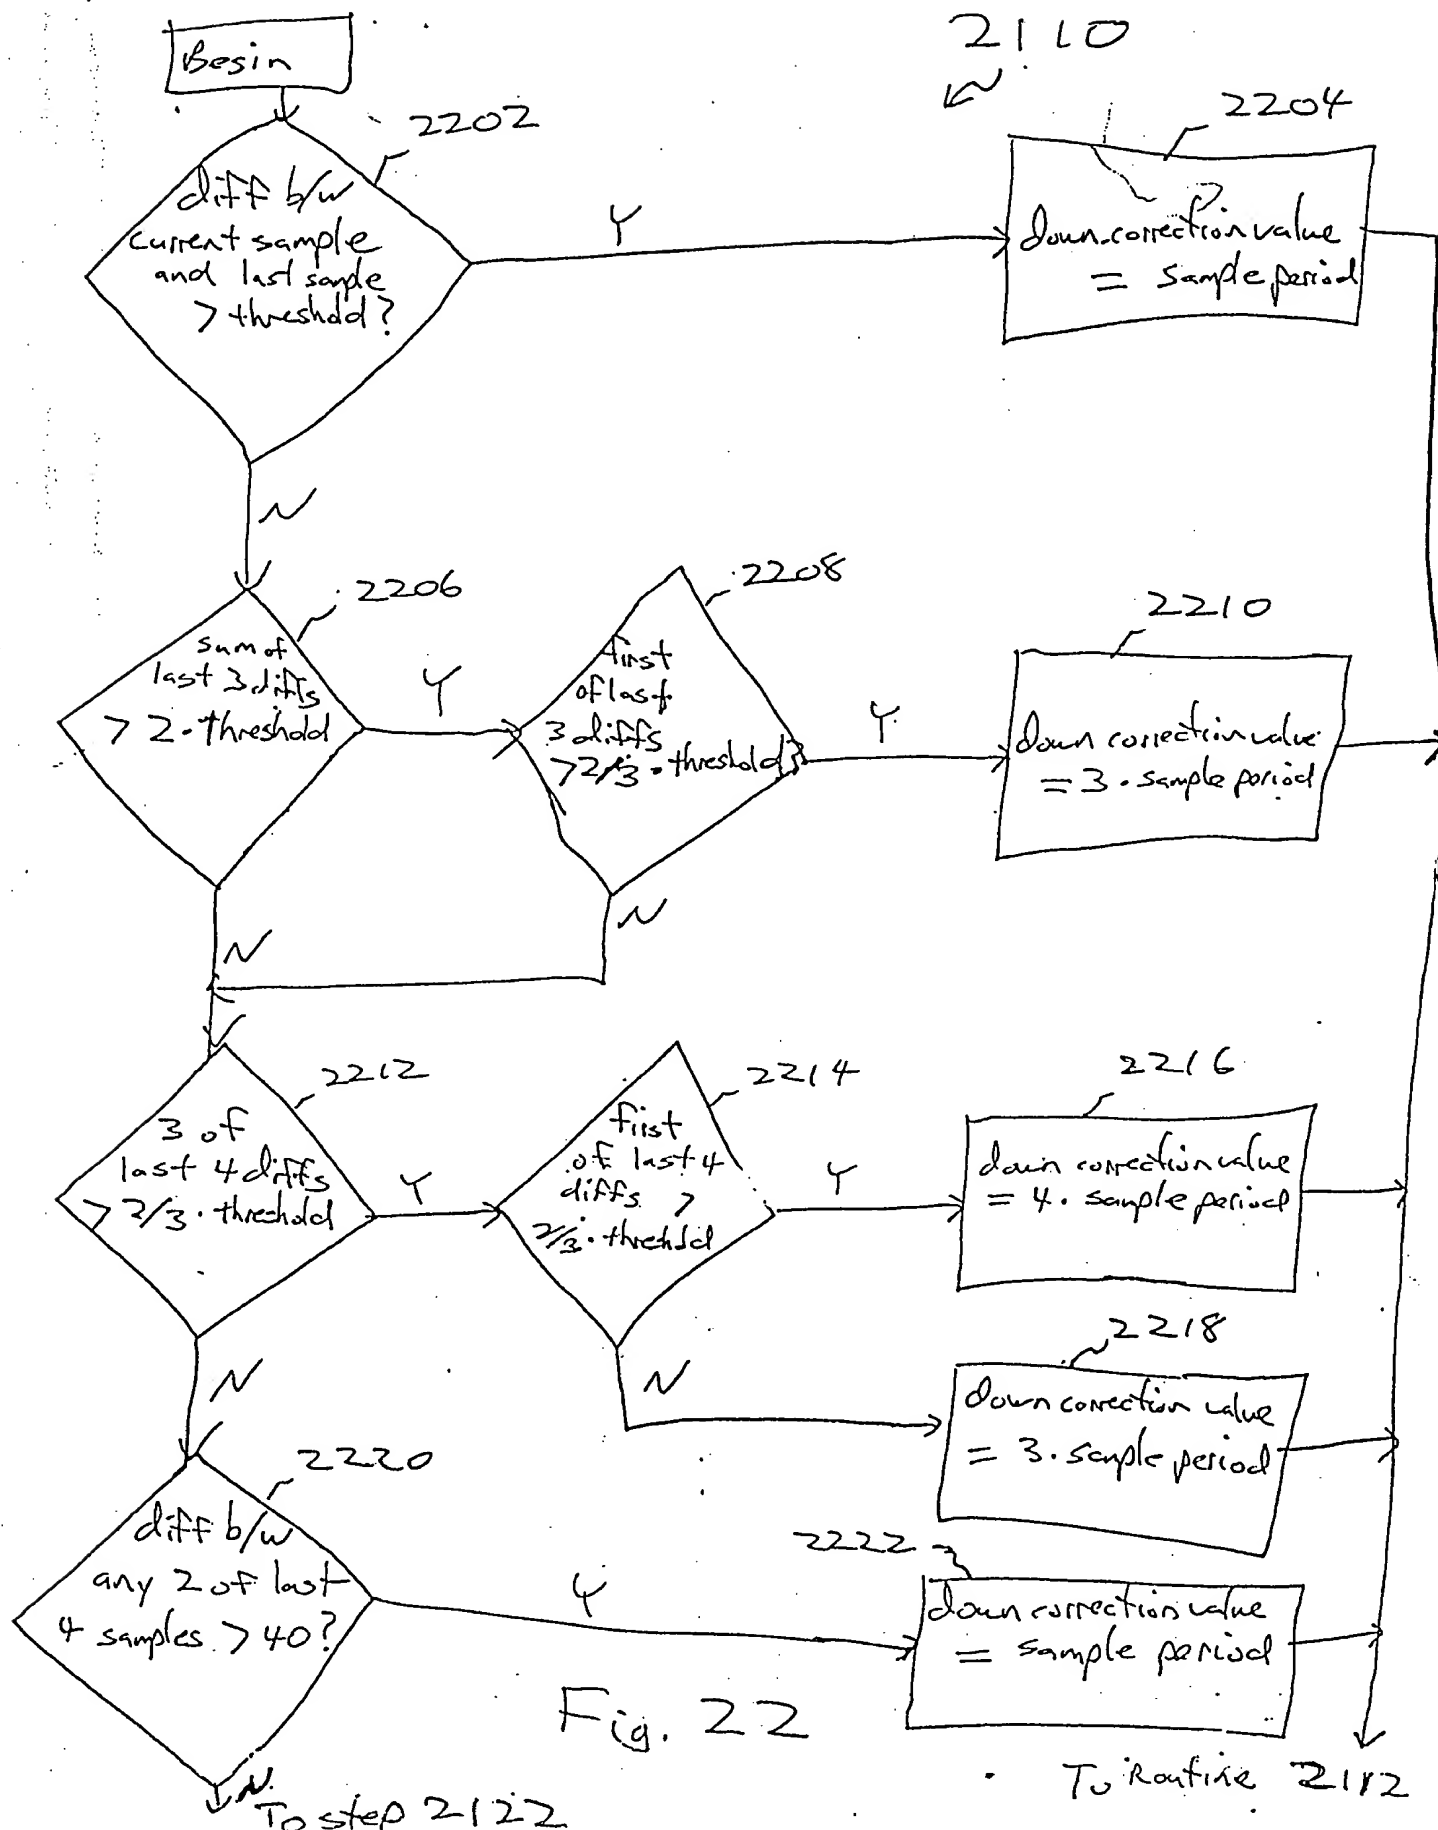 Begin
2110
2202
2204
diff b/w
current sample
and last sample
> threshold?
Y
down correction value
= sample period
N
2206
2208
2210
sum of
last 3 diffs
> 2 · threshold
Y
first
of last
3 diffs
> 2/3 · threshold?
Y
down correction value
= 3 · sample period
N
N
2212
2214
2216
3 of
last 4 diffs
> 2/3 · threshold
Y
first
of last 4
diffs >
2/3 · threshold
Y
down correction value
= 4 · sample period
N
N
2218
down correction value
= 3 · sample period
2220
diff b/w
any 2 of last
4 samples > 40?
Y
2222
down correction value
= sample period
Fig. 22
N
To step 2122
To Routine 2112